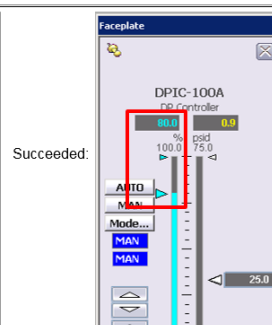 Faceplate
DPIC-100A
DP Controller
80.0 0.9
% psid
100.0 75.0
Succeeded:
AUTO
MAN
Mode...
MAN
MAN
25.0